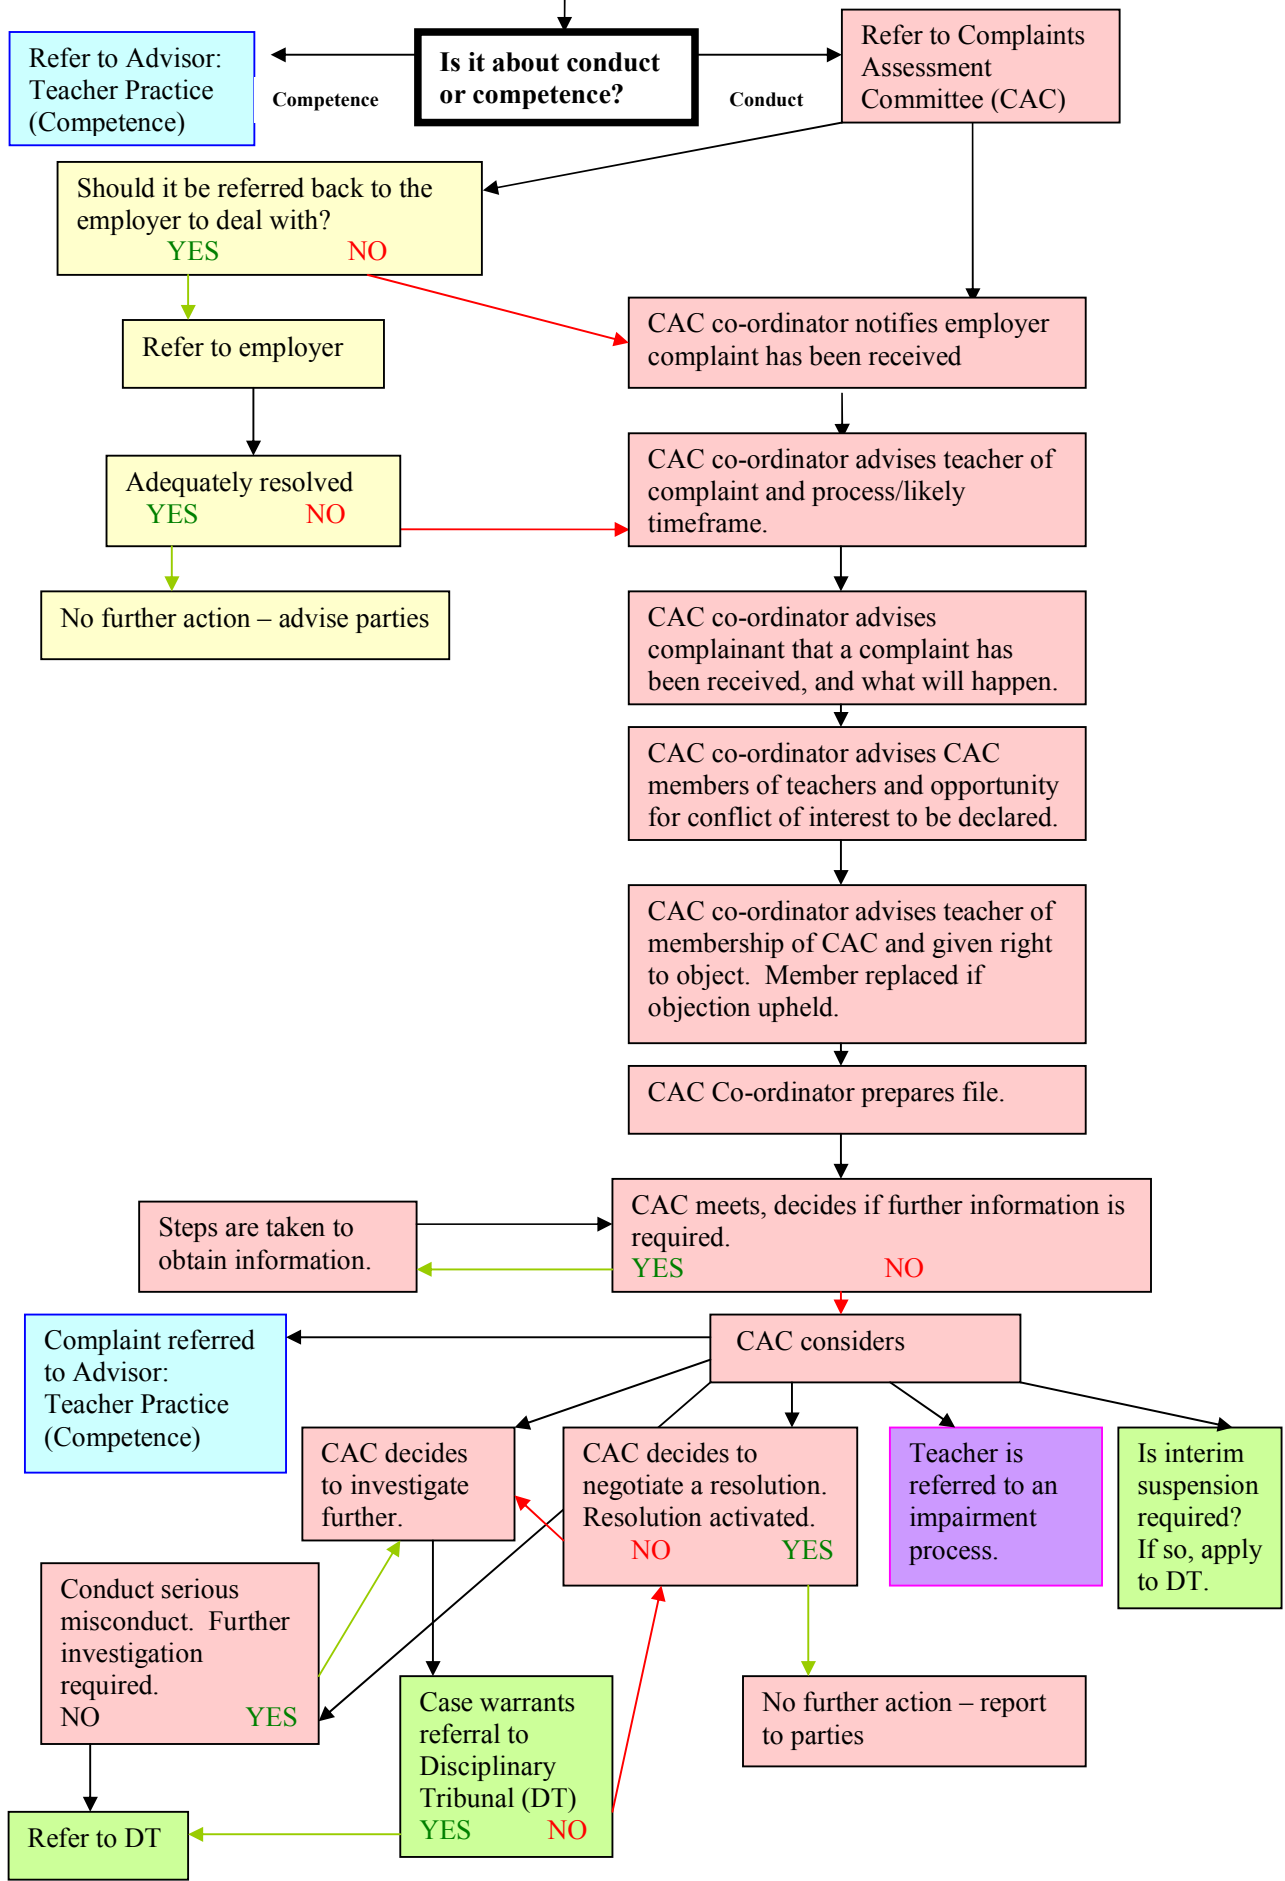 Refer to Advisor:
Teacher Practice
(Competence)
Competence
Is it about conduct
or competence?
Conduct
Refer to Complaints
Assessment
Committee (CAC)
Should it be referred back to the
employer to deal with?
YES NO
Refer to employer
CAC co-ordinator notifies employer
complaint has been received
Adequately resolved
YES NO
CAC co-ordinator advises teacher of
complaint and process/likely
timeframe.
No further action – advise parties
CAC co-ordinator advises
complainant that a complaint has
been received, and what will happen.
CAC co-ordinator advises CAC
members of teachers and opportunity
for conflict of interest to be declared.
CAC co-ordinator advises teacher of
membership of CAC and given right
to object. Member replaced if
objection upheld.
CAC Co-ordinator prepares file.
Steps are taken to
obtain information.
CAC meets, decides if further information is
required.
YES NO
Complaint referred
to Advisor:
Teacher Practice
(Competence)
CAC considers
CAC decides
to investigate
further.
CAC decides to
negotiate a resolution.
Resolution activated.
NO YES
Teacher is
referred to an
impairment
process.
Is interim
suspension
required?
If so, apply
to DT.
Conduct serious
misconduct. Further
investigation
required.
NO YES
Case warrants
referral to
Disciplinary
Tribunal (DT)
YES NO
No further action – report
to parties
Refer to DT